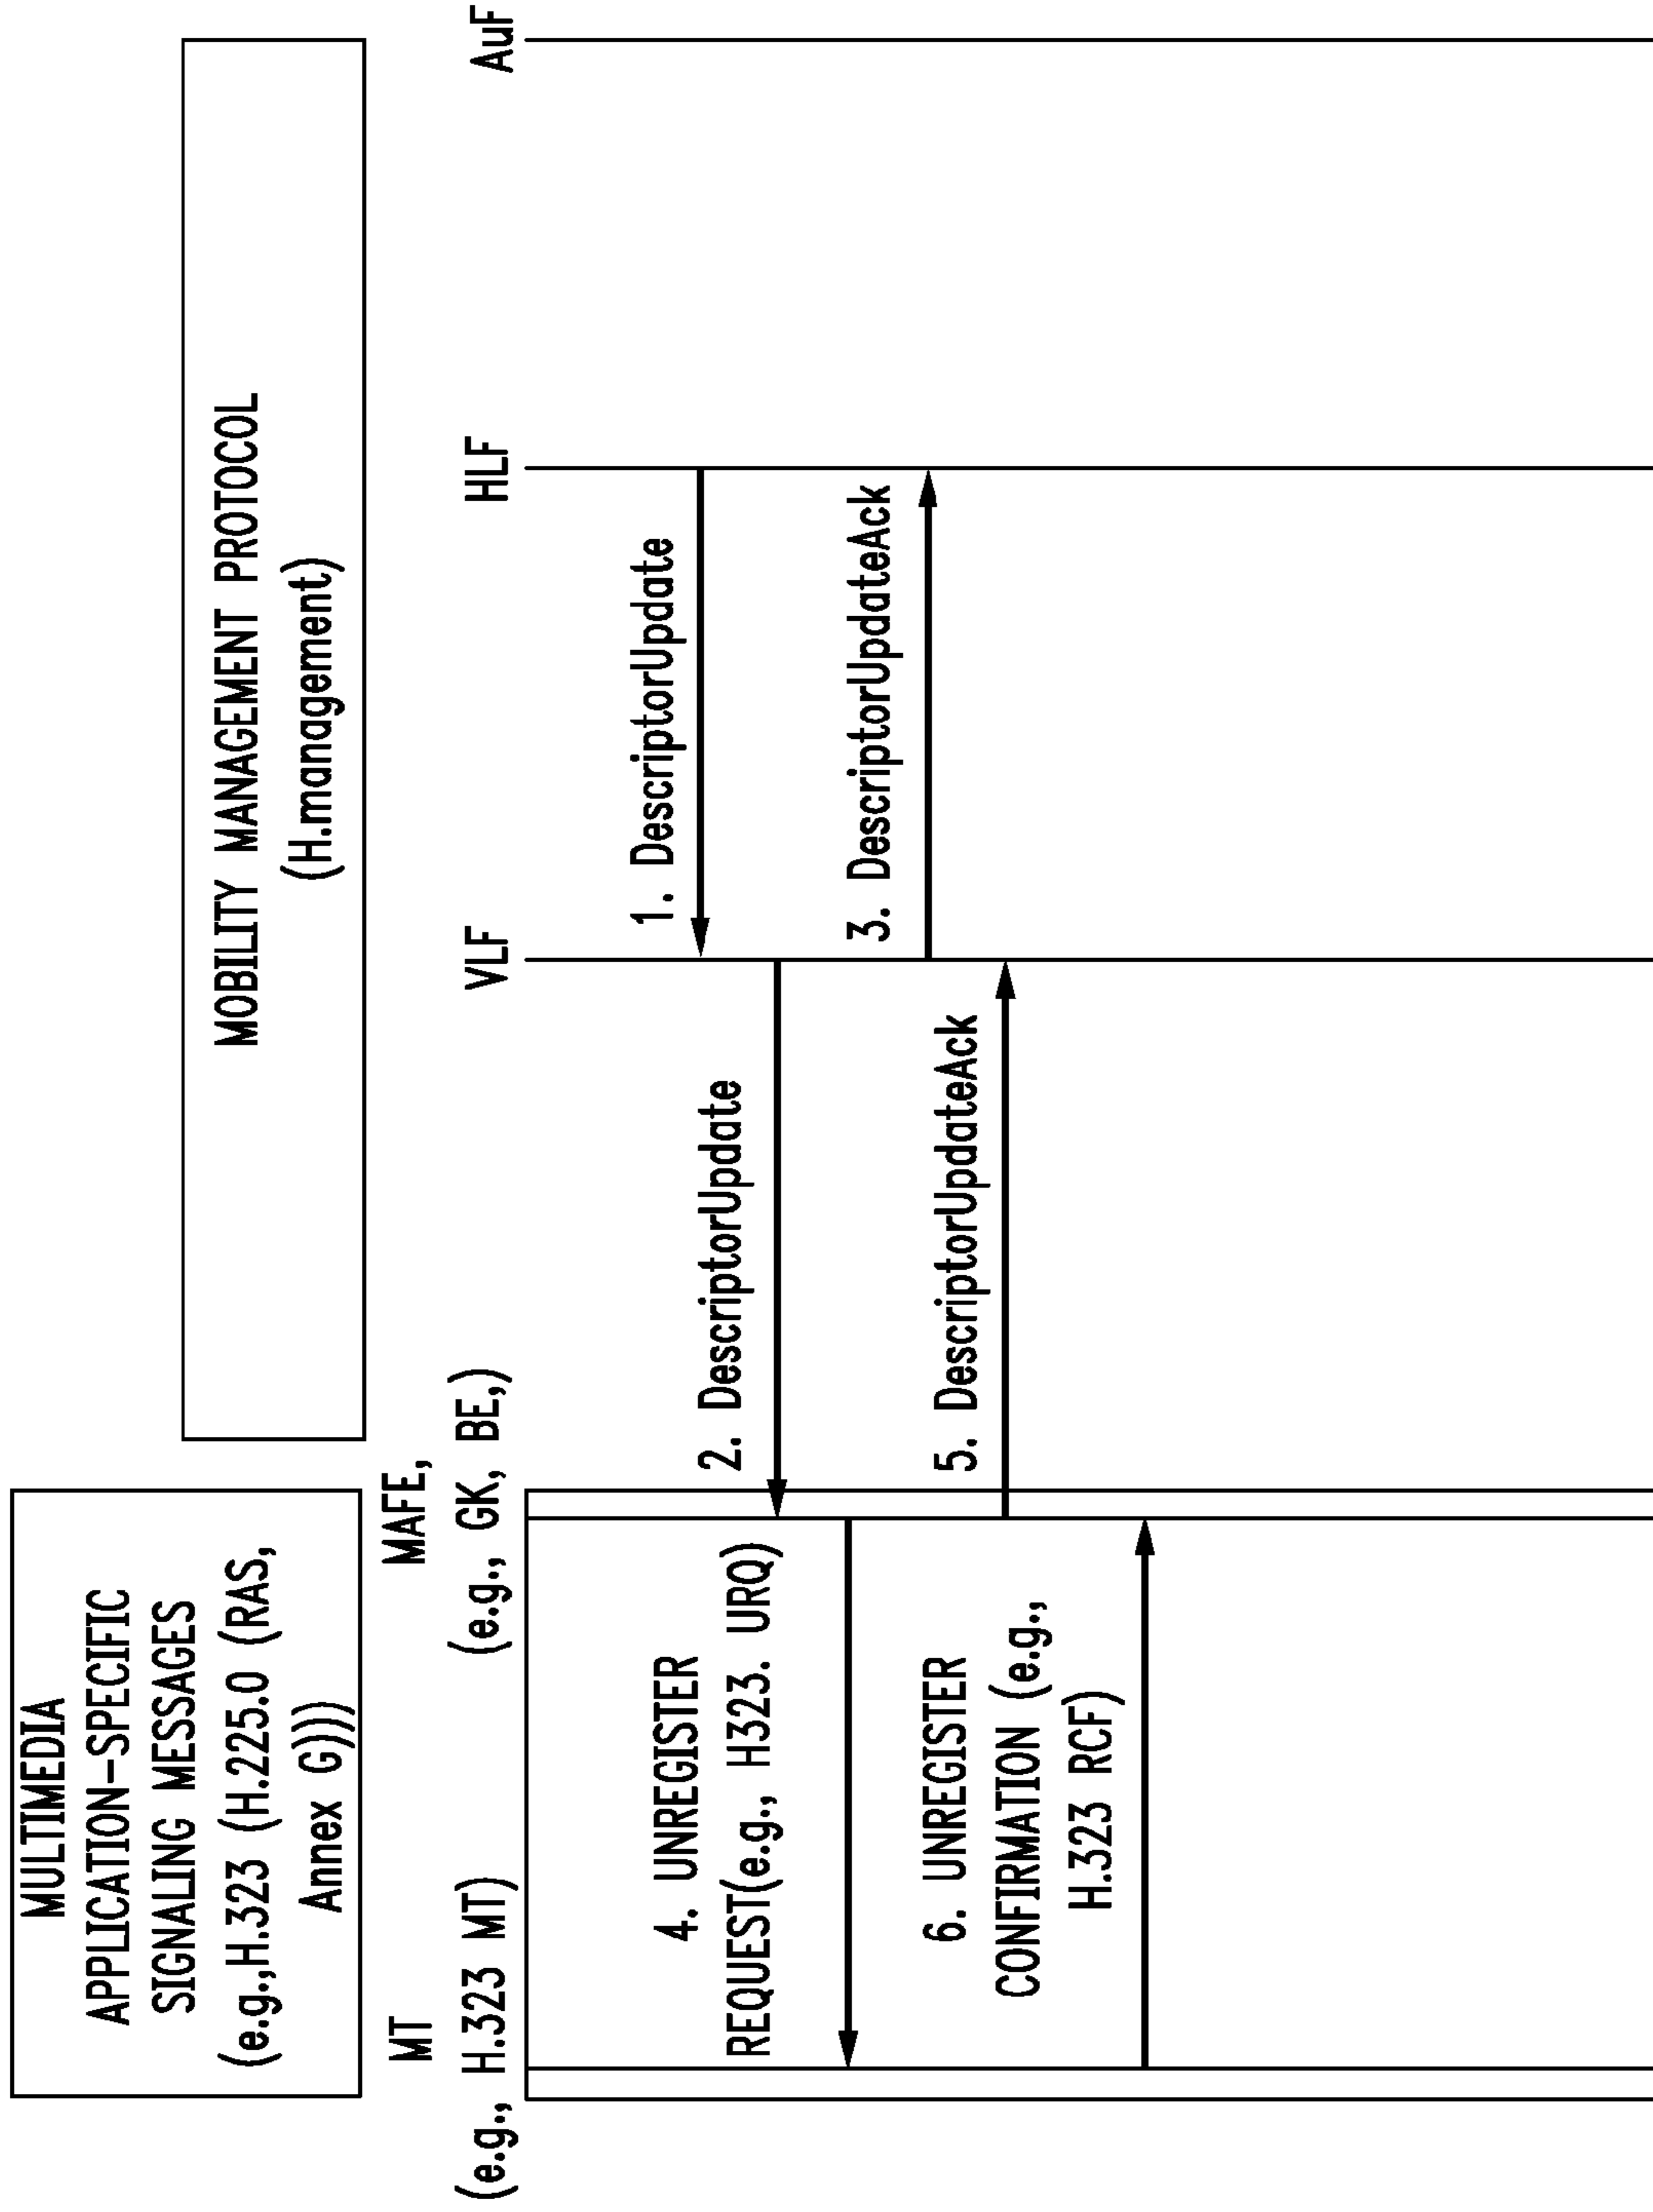 MULTIMEDIA
APPLICATION-SPECIFIC
SIGNALING MESSAGES
(e.g.,H.323 (H.225.0 (RAS,
Annex G)))
MOBILITY MANAGEMENT PROTOCOL
(H.management)
MT
(e.g., H.323 MT)
MAFE,
(e.g., GK, BE,)
VLF
HLF
AuF
1. DescriptorUpdate
2. DescriptorUpdate
3. DescriptorUpdateAck
4. UNREGISTER
REQUEST(e.g., H323. URQ)
5. DescriptorUpdateAck
6. UNREGISTER
CONFIRMATION (e.g.,
H.323 RCF)